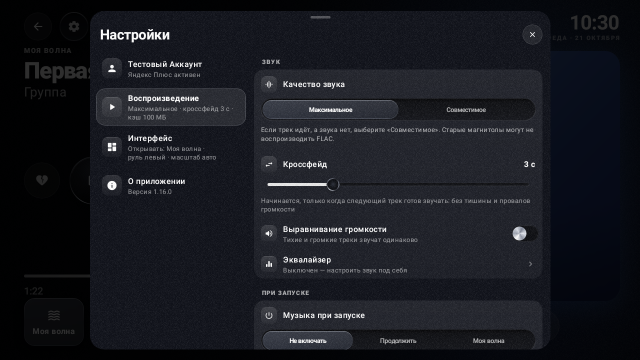 10:30
МОЯ ВОЛНА
Группа
1:22
Моя волна
Настройки
Тестовый Аккаунт
Яндекс Плюс активен
Воспроизведение
Максимальное · кроссфейд 3 с ·
кэш 100 МБ
Интерфейс
Открывать: Моя волна ·
руль левый · масштаб авто
О приложении
Версия 1.16.0
ЗВУК
Качество звука
Максимальное
Совместимое
Если трек идёт, а звука нет, выберите «Совместимое». Старые магнитолы могут не
воспроизводить FLAC.
Кроссфейд
3 с
Начинается, только когда следующий трек готов звучать: без тишины и провалов
громкости
Выравнивание громкости
Тихие и громкие треки звучат одинаково
Эквалайзер
Выключен — настроить звук под себя
ПРИ ЗАПУСКЕ
Музыка при запуске
Не включать
Продолжить
Моя волна